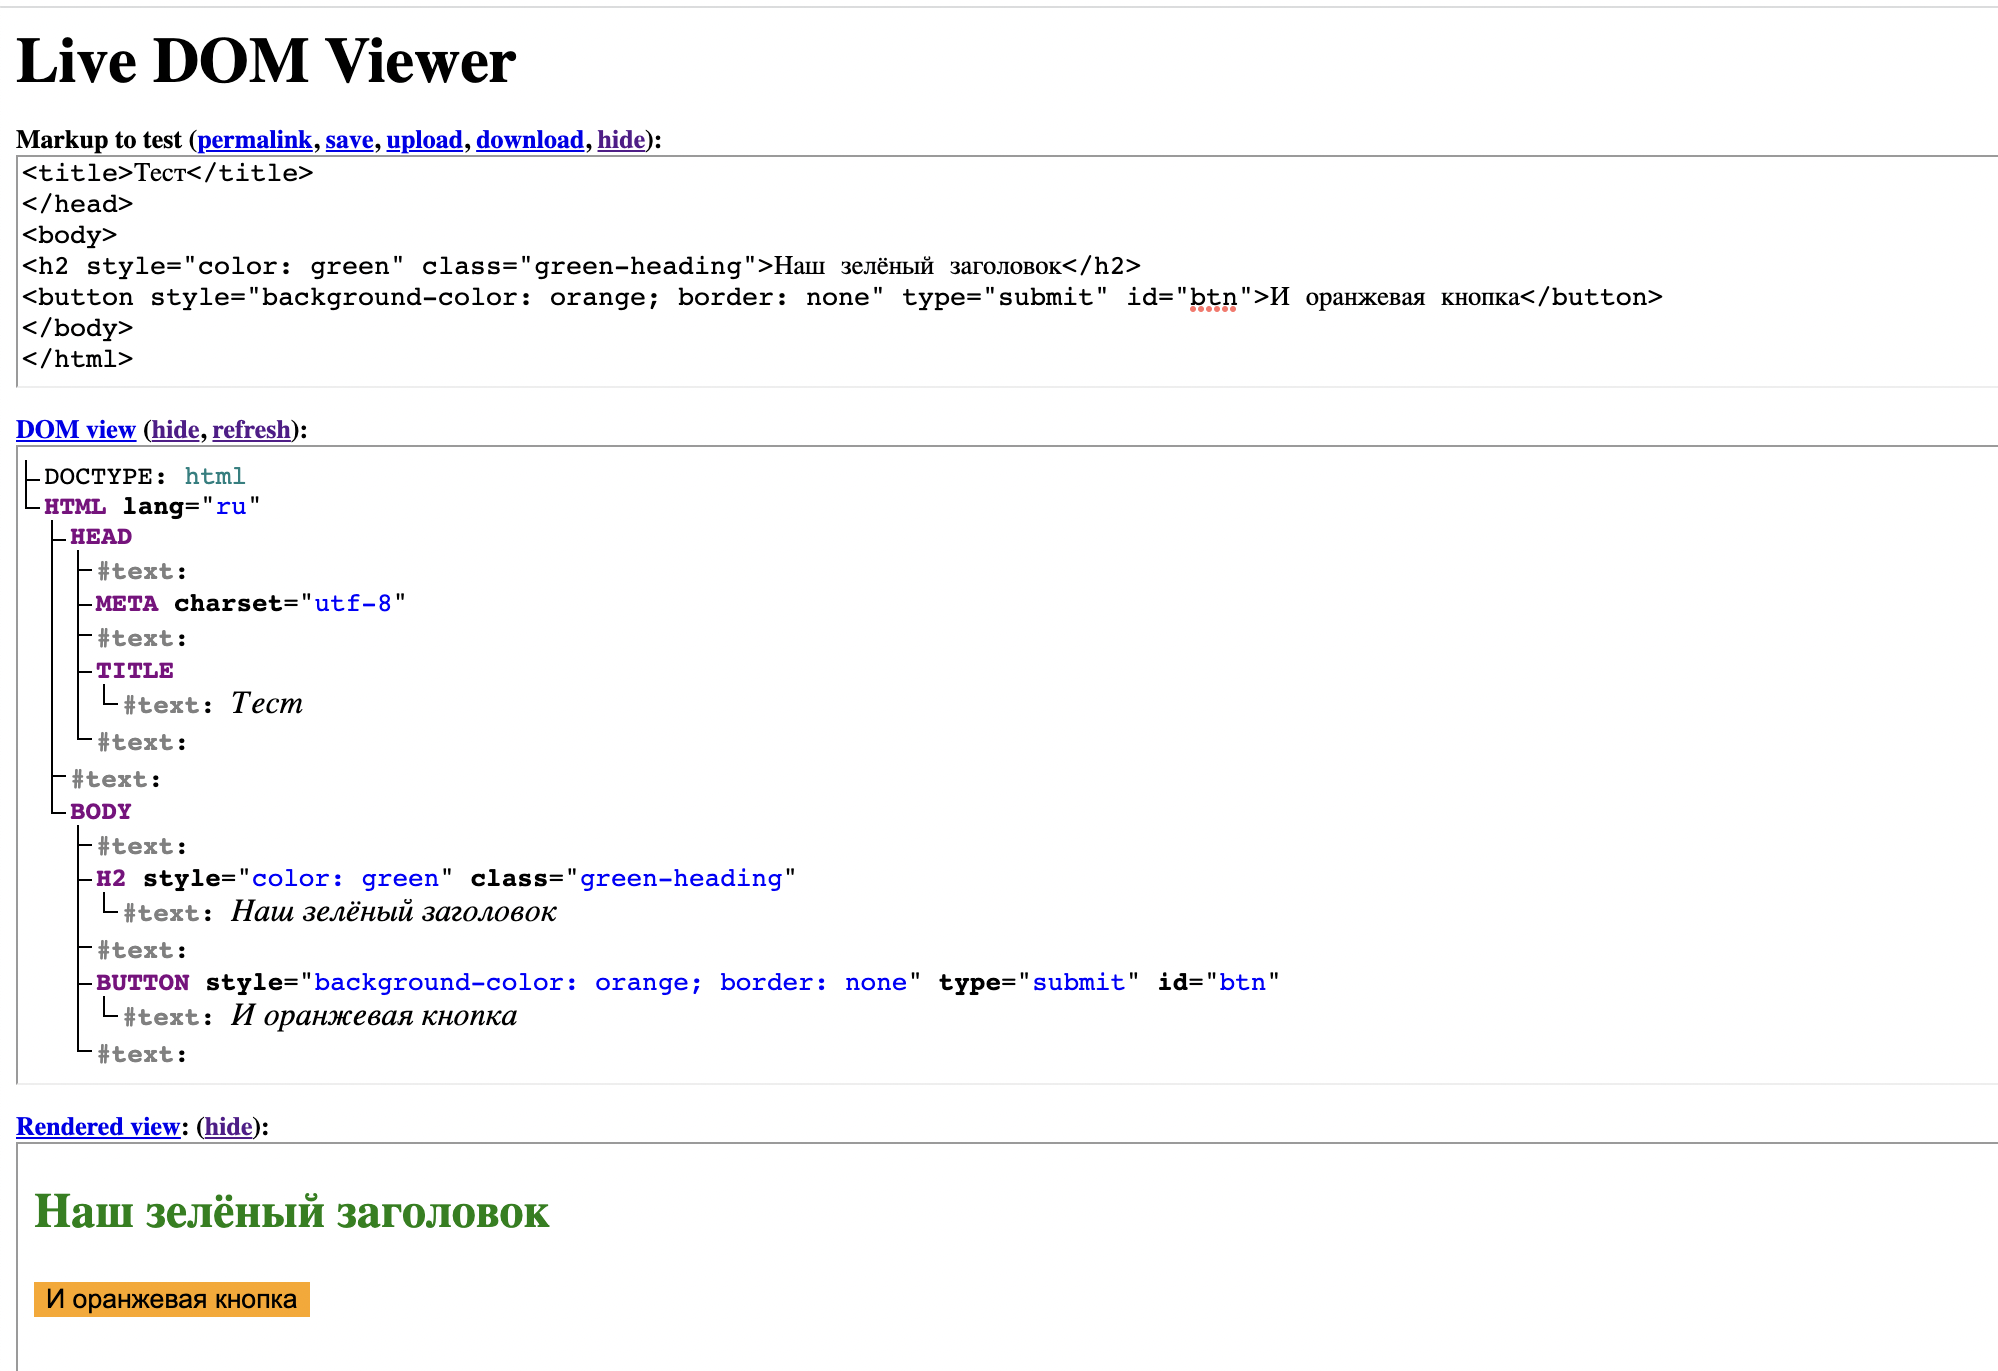 Live DOM Viewer
Markup to test (permalink, save, upload, download, hide):
<title>Тест</title>
</head>
<body>
<h2 style="color: green" class="green-heading">Наш зелёный заголовок</h2>
<button style="background-color: orange; border: none" type="submit" id="btn">И оранжевая кнопка</button>
</body>
</html>
DOM view (hide, refresh):
DOCTYPE: html
HTML lang="ru"
HEAD
#text:
META charset="utf-8"
#text:
TITLE
#text: Тест
#text:
#text:
BODY
#text:
H2 style="color: green" class="green-heading"
#text: Наш зелёный заголовок
#text:
BUTTON style="background-color: orange; border: none" type="submit" id="btn"
#text: И оранжевая кнопка
#text:
Rendered view: (hide):
Наш зелёный заголовок
И оранжевая кнопка